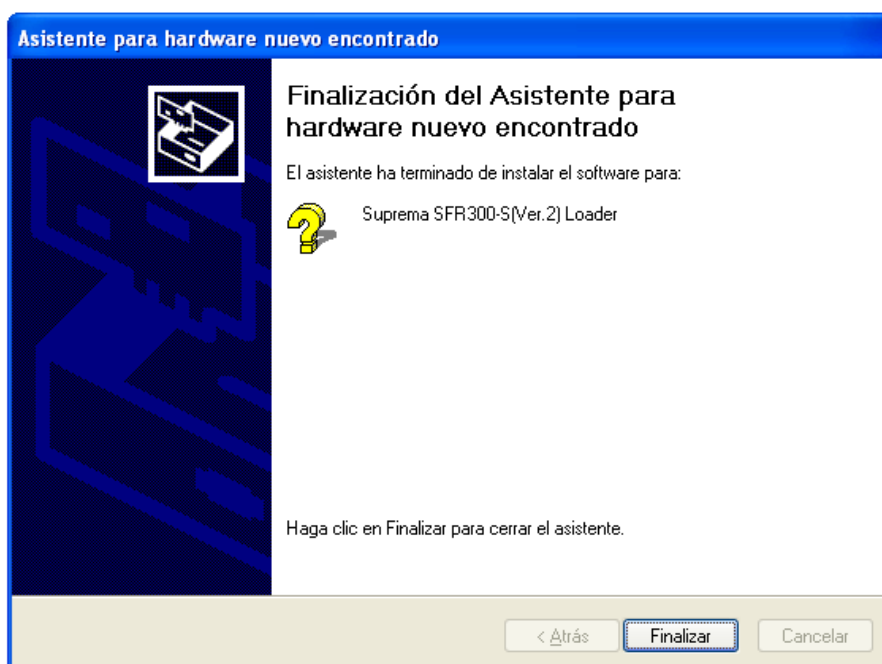 Asistente para hardware nuevo encontrado
Finalización del Asistente para
hardware nuevo encontrado
El asistente ha terminado de instalar el software para:
Suprema SFR300-S(Ver.2) Loader
Haga clic en Finalizar para cerrar el asistente.
< Atrás
Finalizar
Cancelar